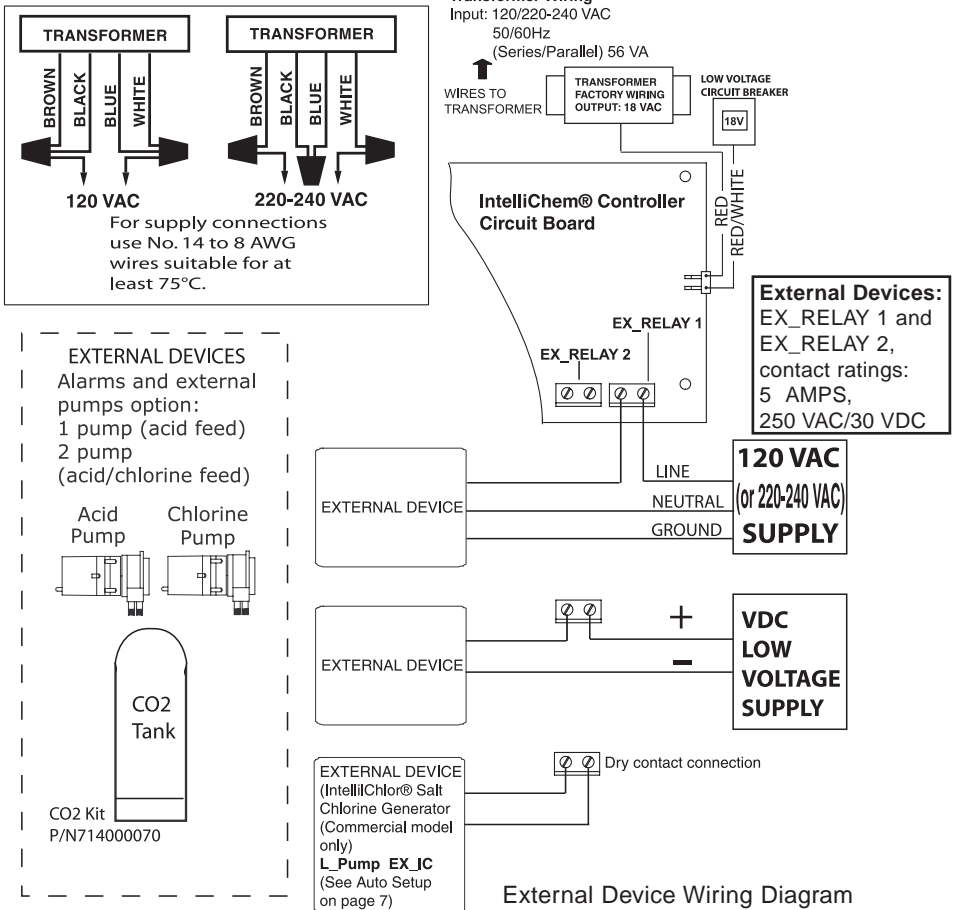 TRANSFORMER
BROWN
BLACK
BLUE
WHITE
120 VAC
TRANSFORMER
BROWN
BLACK
BLUE
WHITE
220-240 VAC
For supply connections
use No. 14 to 8 AWG
wires suitable for at
least 75°C.
Transformer Wiring
Input: 120/220-240 VAC
50/60Hz
(Series/Parallel) 56 VA
WIRES TO
TRANSFORMER
TRANSFORMER
FACTORY WIRING
OUTPUT: 18 VAC
LOW VOLTAGE
CIRCUIT BREAKER
18V
RED
RED/WHITE
IntelliChem® Controller
Circuit Board
EX_RELAY 1
EX_RELAY 2
External Devices:
EX_RELAY 1 and
EX_RELAY 2,
contact ratings:
5 AMPS,
250 VAC/30 VDC
EXTERNAL DEVICES
Alarms and external
pumps option:
1 pump (acid feed)
2 pump
(acid/chlorine feed)
Acid
Pump
Chlorine
Pump
CO2
Tank
CO2 Kit
P/N714000070
EXTERNAL DEVICE
LINE
NEUTRAL
GROUND
120 VAC
(or 220-240 VAC)
SUPPLY
EXTERNAL DEVICE
+
–
VDC
LOW
VOLTAGE
SUPPLY
EXTERNAL DEVICE
(IntellilChlor® Salt
Chlorine Generator
(Commercial model
only)
L_Pump EX_IC
(See Auto Setup
on page 7)
Dry contact connection
External Device Wiring Diagram